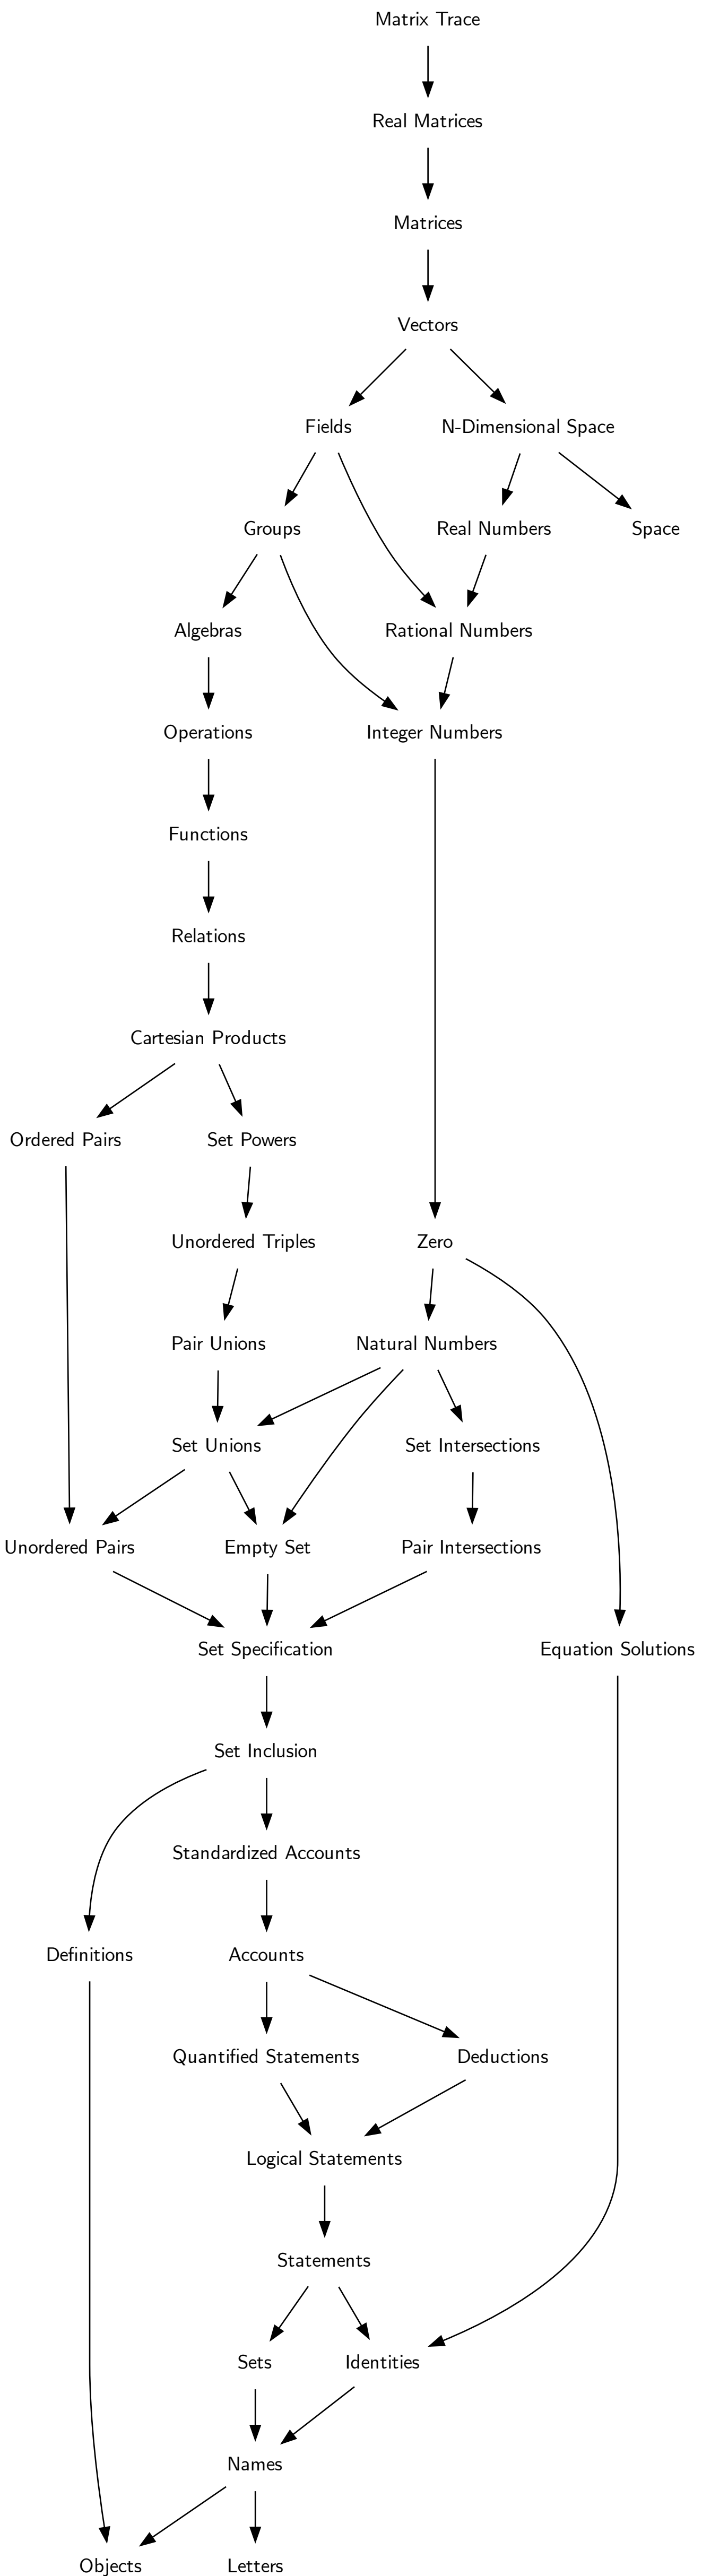 Matrix Trace
Real Matrices
Matrices
Vectors
Fields
N-Dimensional Space
Groups
Real Numbers
Space
Algebras
Rational Numbers
Operations
Integer Numbers
Functions
Relations
Cartesian Products
Ordered Pairs
Set Powers
Unordered Triples
Zero
Pair Unions
Natural Numbers
Set Unions
Set Intersections
Unordered Pairs
Empty Set
Pair Intersections
Set Specification
Equation Solutions
Set Inclusion
Standardized Accounts
Definitions
Accounts
Quantified Statements
Deductions
Logical Statements
Statements
Sets
Identities
Names
Objects
Letters